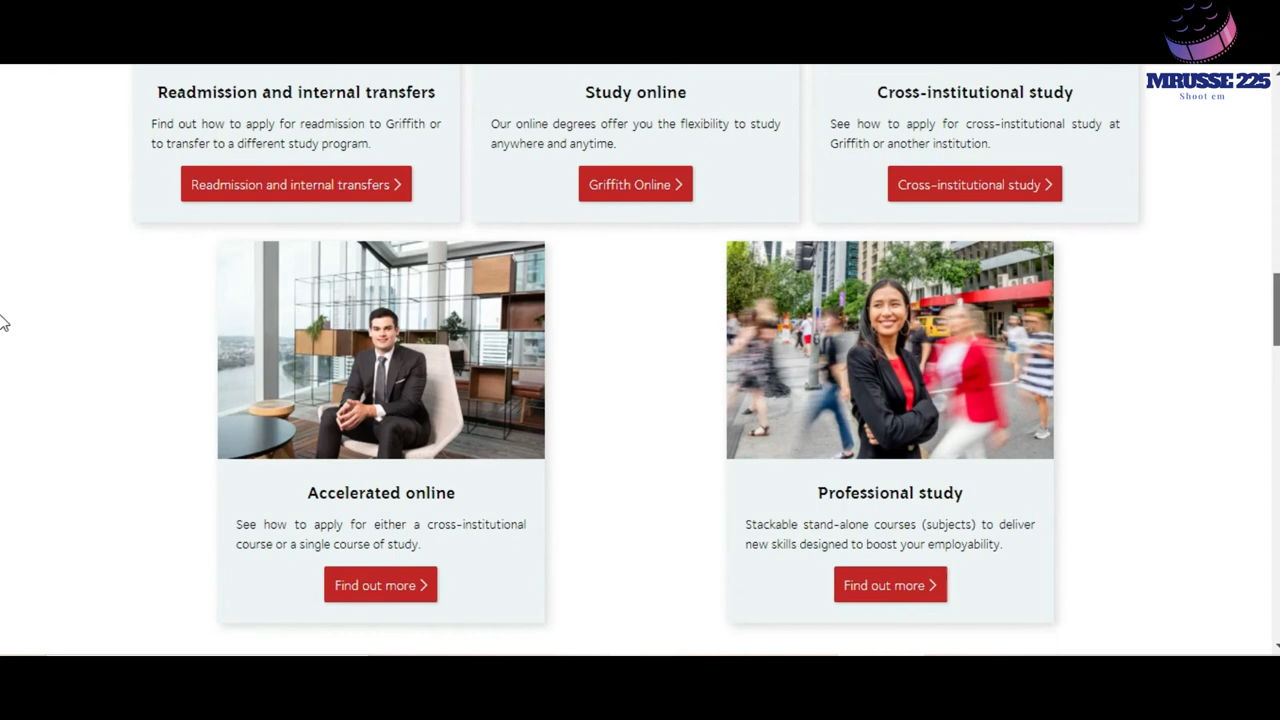 MRUSSE 225
Shoot em
Readmission and internal transfers
Find out how to apply for readmission to Griffith or
to transfer to a different study program.
Readmission and internal transfers
Study online
Our online degrees offer you the flexibility to study
anywhere and anytime.
Griffith Online
Cross-institutional study
See how to apply for cross-institutional study at
Griffith or another institution.
Cross-institutional study
Accelerated online
See how to apply for either a cross-institutional
course or a single course of study.
Find out more
Professional study
Stackable stand-alone courses (subjects) to deliver
new skills designed to boost your employability.
Find out more